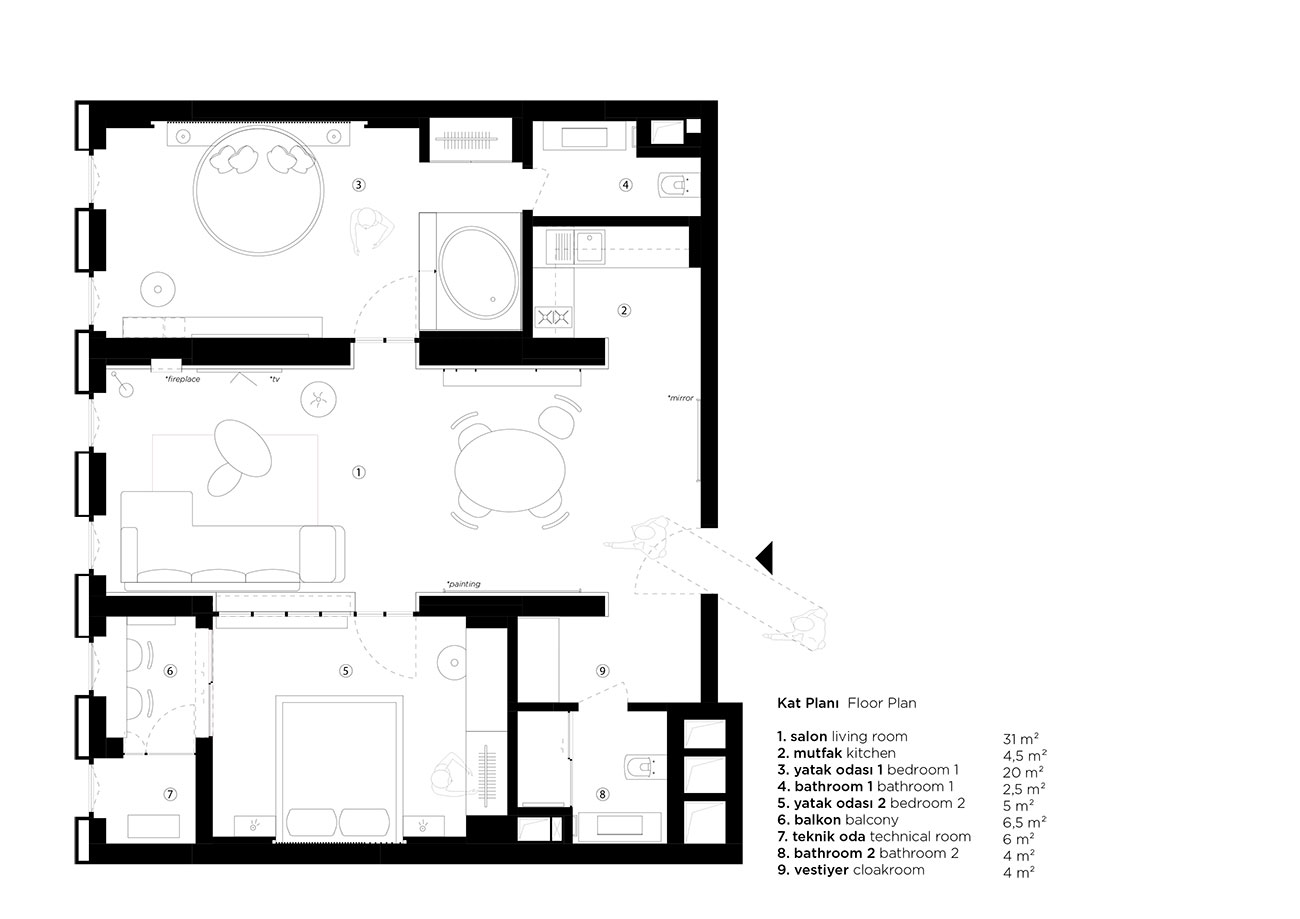 3
4
2
*fireplace
*tv
*mirror
1
*painting
6
5
9
7
8
Kat Planı Floor Plan
1. salon living room 31 m²
2. mutfak kitchen 4,5 m²
3. yatak odası 1 bedroom 1 20 m²
4. bathroom 1 bathroom 1 2,5 m²
5. yatak odası 2 bedroom 2 5 m²
6. balkon balcony 6,5 m²
7. teknik oda technical room 6 m²
8. bathroom 2 bathroom 2 4 m²
9. vestiyer cloakroom 4 m²